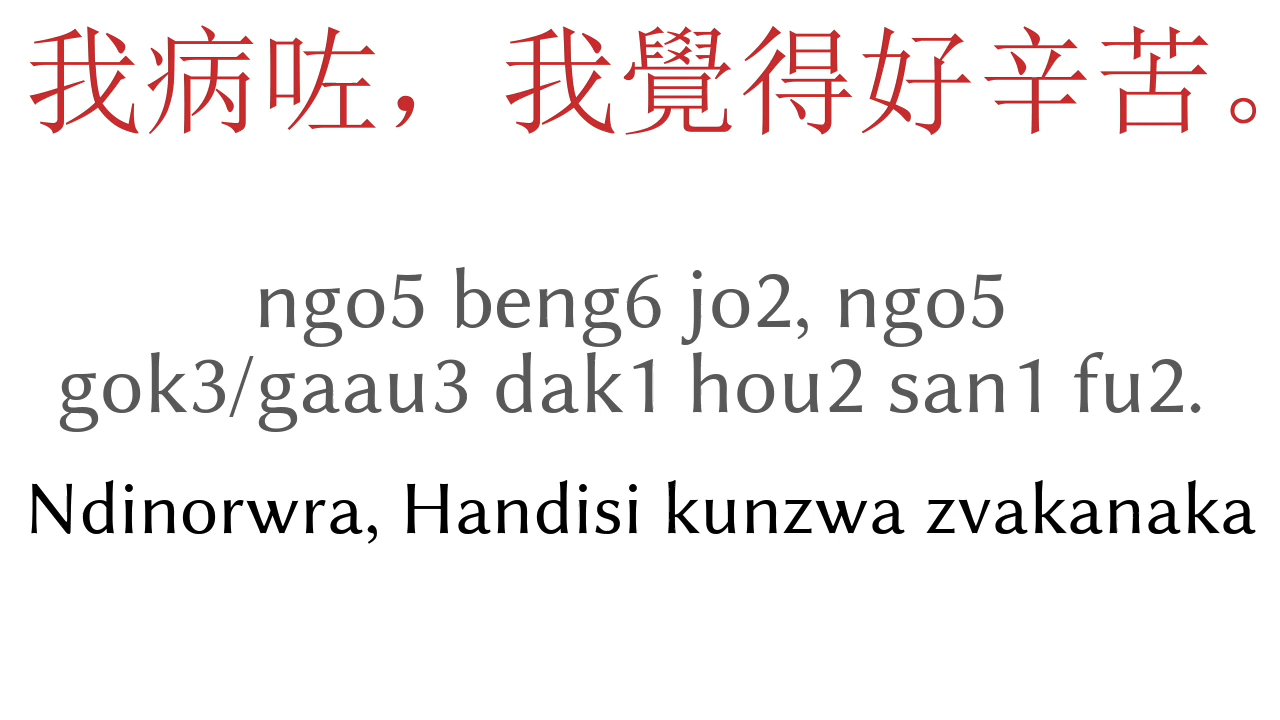 我病咗，我覺得好辛苦。
ngo5 beng6 jo2, ngo5
gok3/gaau3 dak1 hou2 san1 fu2.
Ndinorwra, Handisi kunzwa zvakanaka